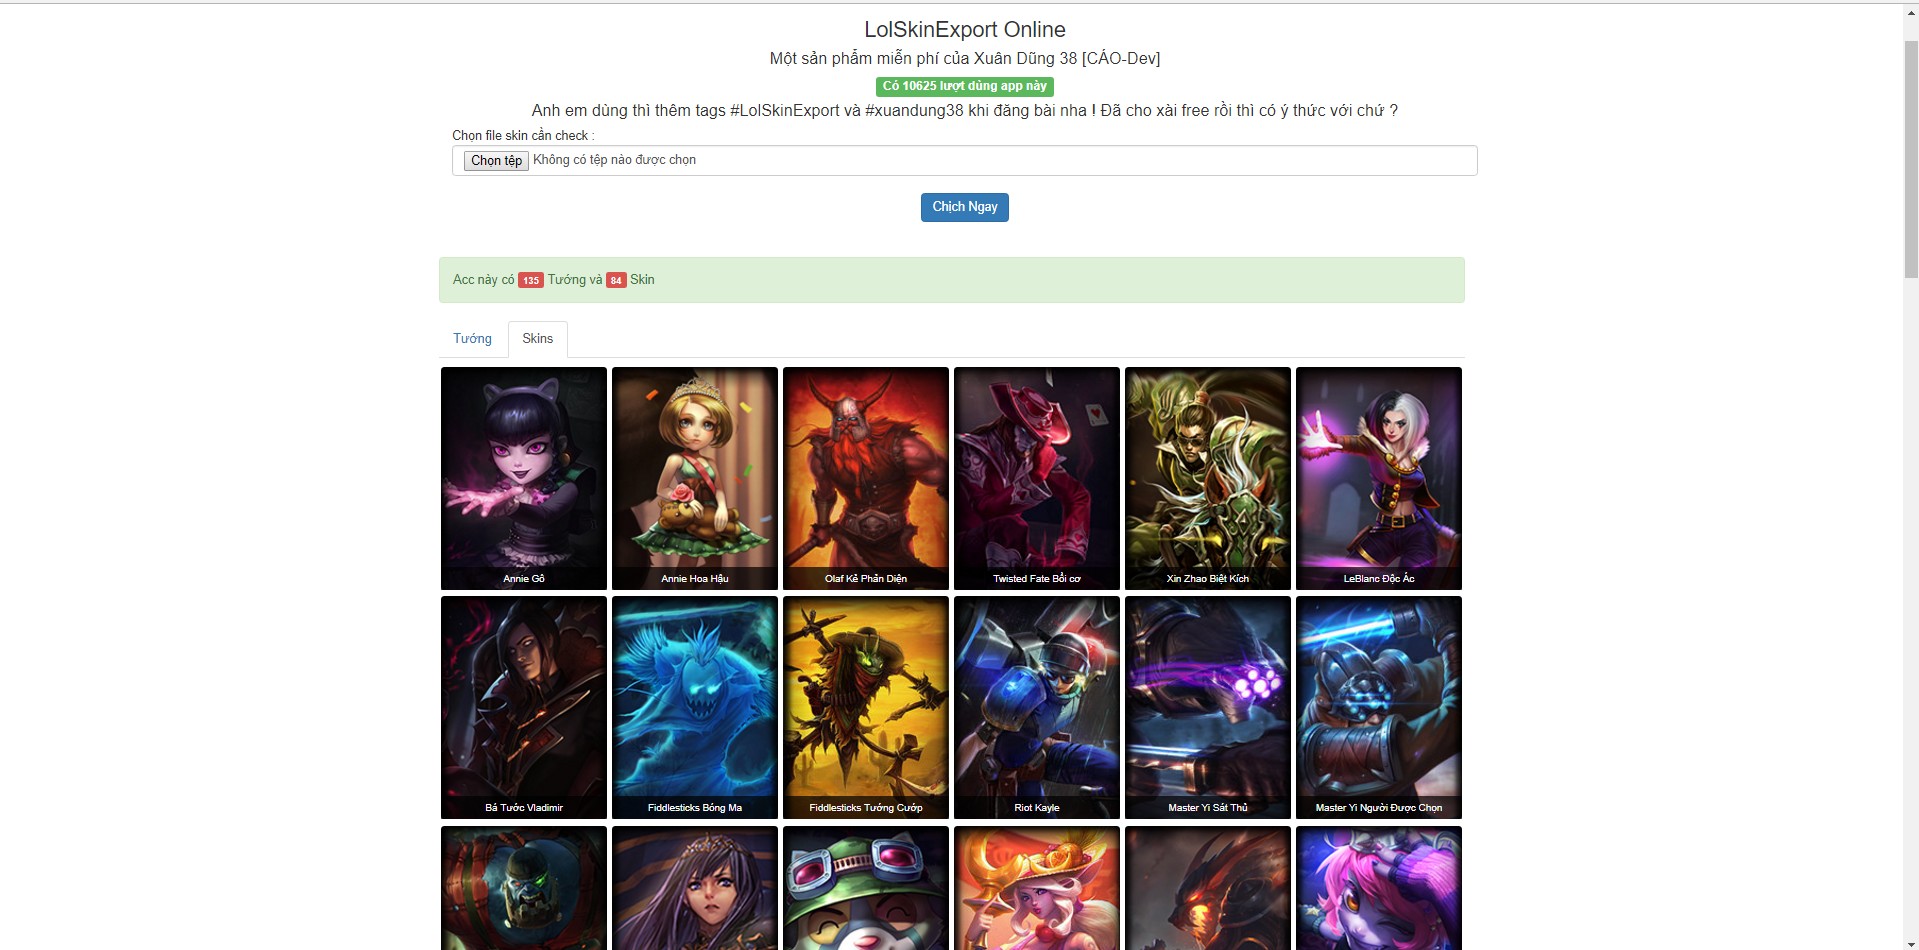 LolSkinExport Online
Một sản phẩm miễn phí của Xuân Dũng 38 [CÁO-Dev]
Có 10625 lượt dùng app này
Anh em dùng thì thêm tags #LolSkinExport và #xuandung38 khi đăng bài nha ! Đã cho xài free rồi thì có ý thức với chứ ?
Chọn file skin cần check :
Chọn tệp Không có tệp nào được chọn
Chịch Ngay
Acc này có 135 Tướng và 84 Skin
Tướng Skins
Annie Gô Annie Hoa Hậu Olaf Kẻ Phản Diện Twisted Fate Bồi cơ Xin Zhao Biệt Kích LeBlanc Độc Ác
Bá Tước Vladimir Fiddlesticks Bóng Ma Fiddlesticks Tướng Cướp Riot Kayle Master Yi Sát Thủ Master Yi Người Được Chọn